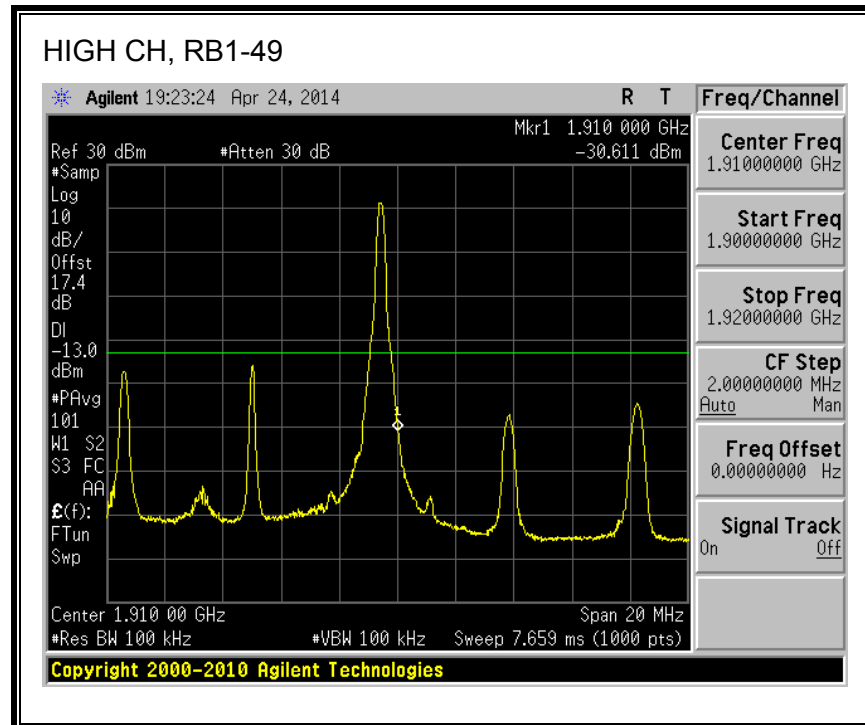 HIGH CH, RB1-49
Agilent 19:23:24 Apr 24, 2014 R T
Freq/Channel
Mkr1 1.910 000 GHz
Ref 30 dBm #Atten 30 dB -30.611 dBm
#Samp
Log
10
dB/
Offst
17.4
dB
DI
-13.0
dBm
#PAvg
101
W1 S2
S3 FC
AA
£(f):
FTun
Swp
1
Center 1.910 00 GHz Span 20 MHz
#Res BW 100 kHz #VBW 100 kHz Sweep 7.659 ms (1000 pts)
Center Freq
1.91000000 GHz
Start Freq
1.90000000 GHz
Stop Freq
1.92000000 GHz
CF Step
2.00000000 MHz
Auto Man
Freq Offset
0.00000000 Hz
Signal Track
On Off
Copyright 2000-2010 Agilent Technologies